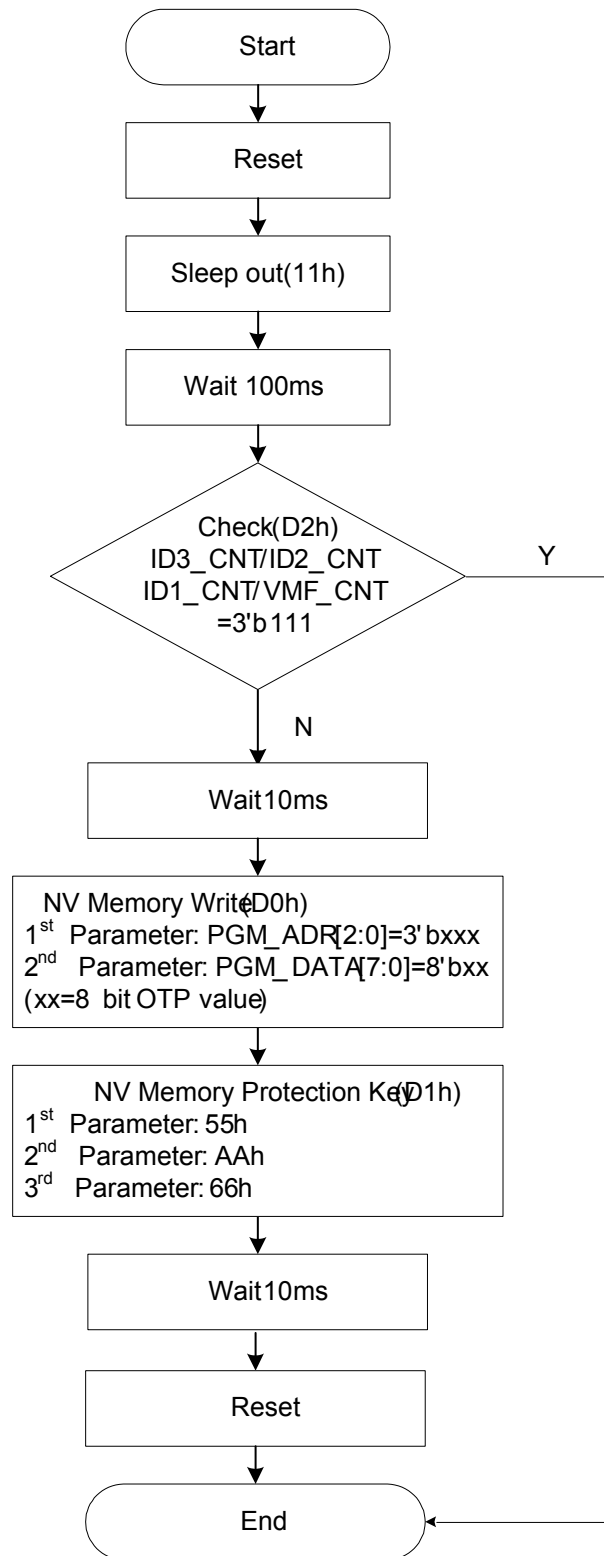 Start
Reset
Sleep out(11h)
Wait 100ms
Check(D2h)
ID3_CNT/ID2_CNT
ID1_CNT/VMF_CNT
=3'b111
Y
N
Wait10ms
NV Memory Write(D0h)
1st Parameter: PGM_ADR[2:0]=3'bxxx
2nd Parameter: PGM_DATA[7:0]=8'bxx
(xx=8 bit OTP value)
NV Memory Protection Key(D1h)
1st Parameter: 55h
2nd Parameter: AAh
3rd Parameter: 66h
Wait10ms
Reset
End